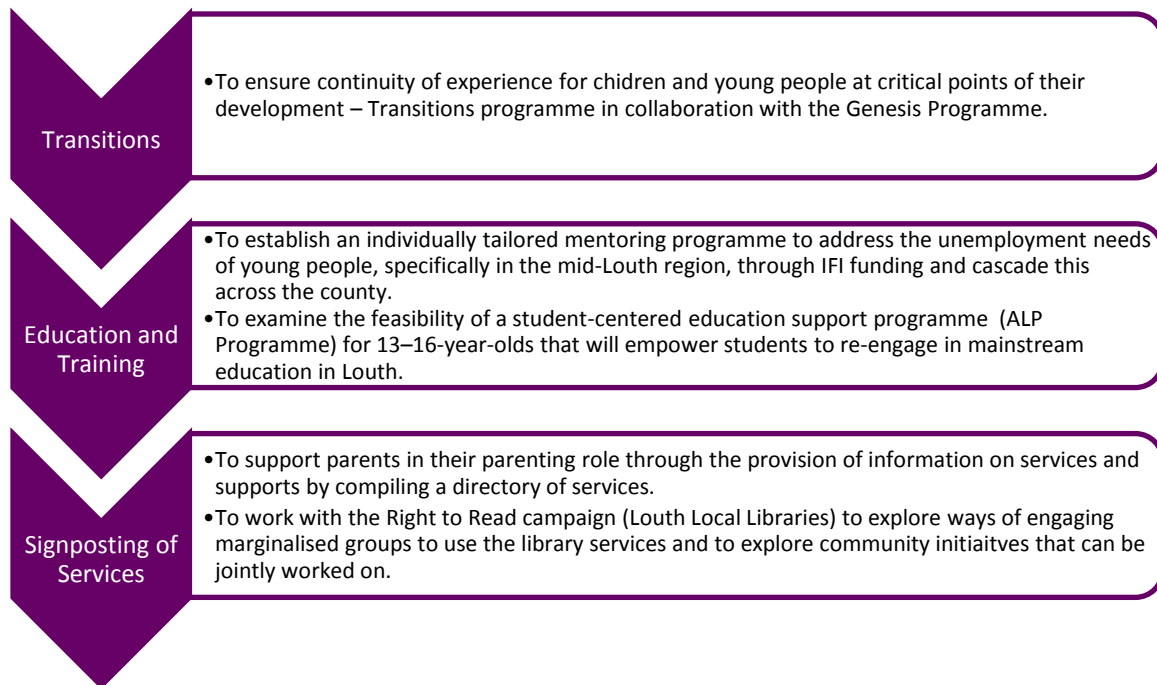 Transitions
•To ensure continuity of experience for chidren and young people at critical points of their
development – Transitions programme in collaboration with the Genesis Programme.
Education and
Training
•To establish an individually tailored mentoring programme to address the unemployment needs
of young people, specifically in the mid-Louth region, through IFI funding and cascade this
across the county.
•To examine the feasibility of a student-centered education support programme (ALP
Programme) for 13–16-year-olds that will empower students to re-engage in mainstream
education in Louth.
Signposting of
Services
•To support parents in their parenting role through the provision of information on services and
supports by compiling a directory of services.
•To work with the Right to Read campaign (Louth Local Libraries) to explore ways of engaging
marginalised groups to use the library services and to explore community initiaitves that can be
jointly worked on.